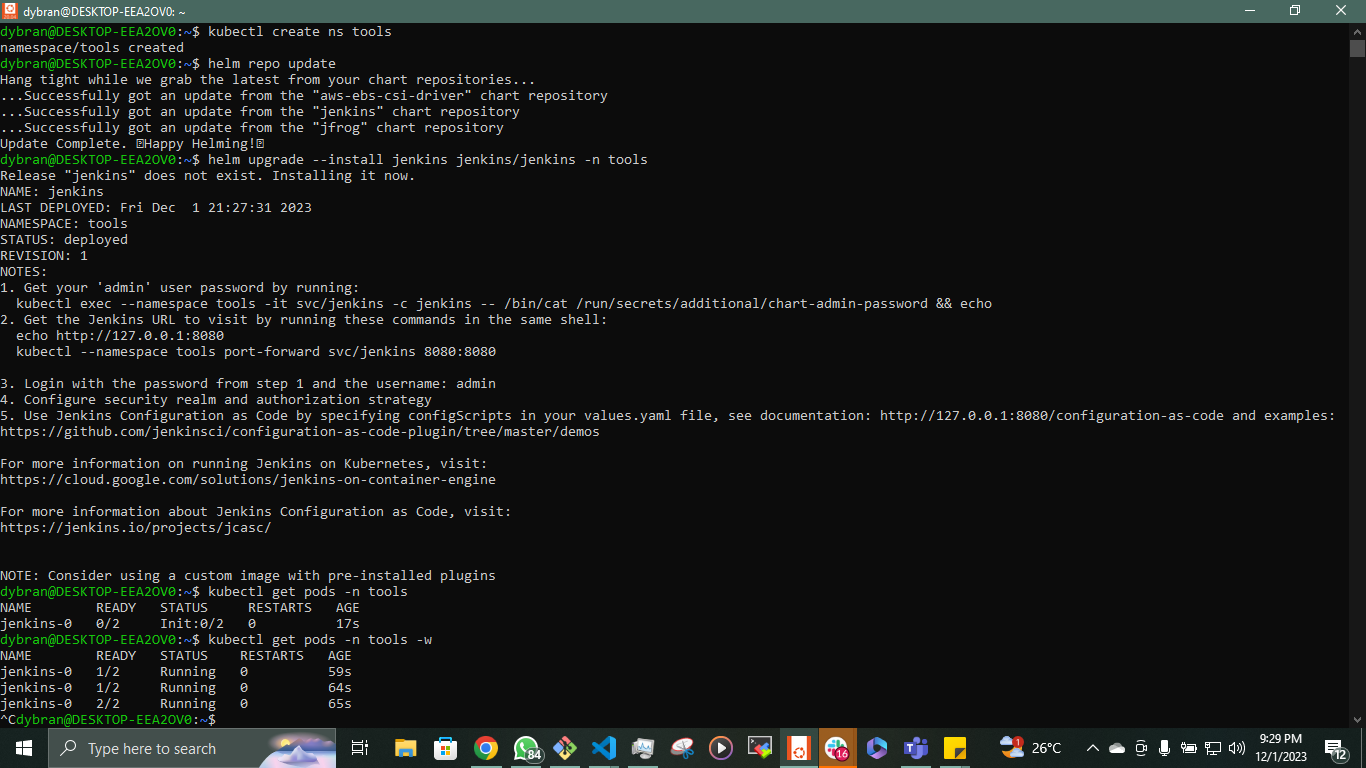 dybran@DESKTOP-EEA2OV0: ~
dybran@DESKTOP-EEA2OV0:~$ kubectl create ns tools
namespace/tools created
dybran@DESKTOP-EEA2OV0:~$ helm repo update
Hang tight while we grab the latest from your chart repositories...
...Successfully got an update from the "aws-ebs-csi-driver" chart repository
...Successfully got an update from the "jenkins" chart repository
...Successfully got an update from the "jfrog" chart repository
Update Complete. Happy Helming!
dybran@DESKTOP-EEA2OV0:~$ helm upgrade --install jenkins jenkins/jenkins -n tools
Release "jenkins" does not exist. Installing it now.
NAME: jenkins
LAST DEPLOYED: Fri Dec  1 21:27:31 2023
NAMESPACE: tools
STATUS: deployed
REVISION: 1
NOTES:
1. Get your 'admin' user password by running:
  kubectl exec --namespace tools -it svc/jenkins -c jenkins -- /bin/cat /run/secrets/additional/chart-admin-password && echo
2. Get the Jenkins URL to visit by running these commands in the same shell:
  echo http://127.0.0.1:8080
  kubectl --namespace tools port-forward svc/jenkins 8080:8080
3. Login with the password from step 1 and the username: admin
4. Configure security realm and authorization strategy
5. Use Jenkins Configuration as Code by specifying configScripts in your values.yaml file, see documentation: http://127.0.0.1:8080/configuration-as-code and examples:
https://github.com/jenkinsci/configuration-as-code-plugin/tree/master/demos
For more information on running Jenkins on Kubernetes, visit:
https://cloud.google.com/solutions/jenkins-on-container-engine
For more information about Jenkins Configuration as Code, visit:
https://jenkins.io/projects/jcasc/
NOTE: Consider using a custom image with pre-installed plugins
dybran@DESKTOP-EEA2OV0:~$ kubectl get pods -n tools
NAME        READY   STATUS     RESTARTS   AGE
jenkins-0   0/2     Init:0/2   0          17s
dybran@DESKTOP-EEA2OV0:~$ kubectl get pods -n tools -w
NAME        READY   STATUS    RESTARTS   AGE
jenkins-0   1/2     Running   0          59s
jenkins-0   1/2     Running   0          64s
jenkins-0   2/2     Running   0          65s
^Cdybran@DESKTOP-EEA2OV0:~$
Type here to search
84
16
1
26°C
9:29 PM
12/1/2023
12